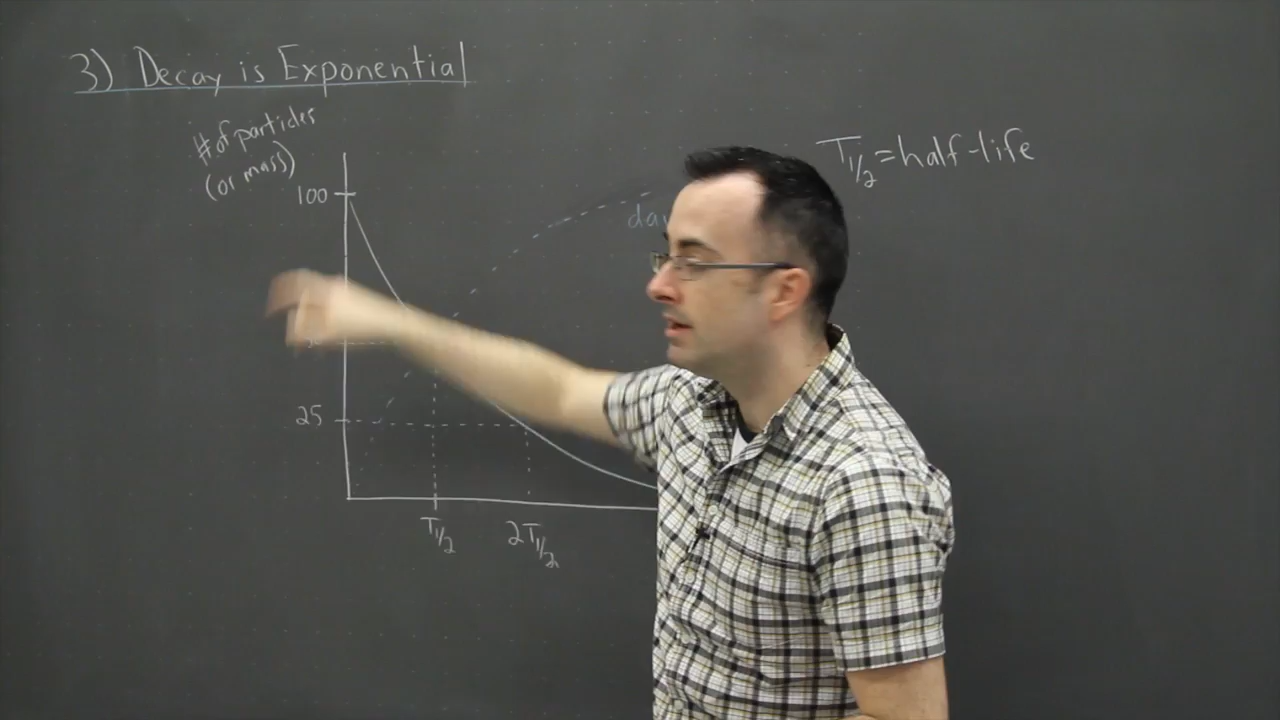 3) Decay is Exponential
# of particles
(or mass)
T1/2 = half-life
100
25
T1/2
2T1/2